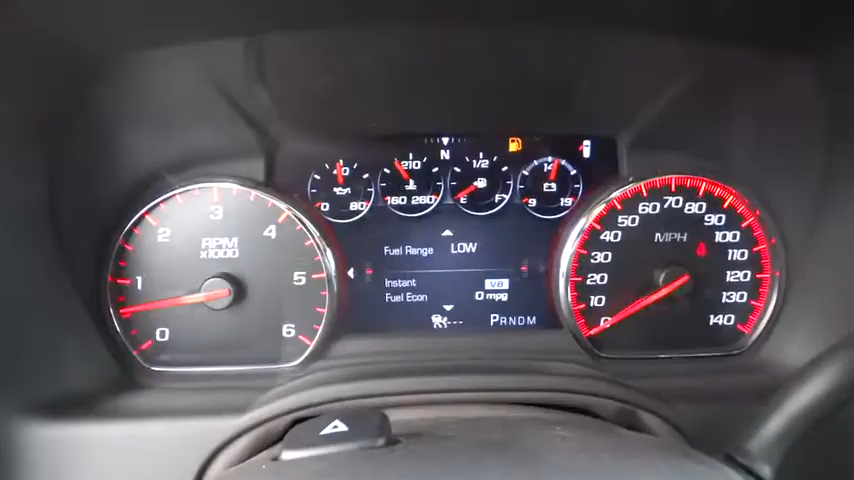 N
40
0 80
210
160 260
1/2
E F
14
9 19
0 1 2 3 4 5 6
RPM
x1000
Fuel Range LOW
Instant V8
Fuel Econ 0 mpg
PRNDM
0 10 20 30 40 50 60 70 80 90 100 110 120 130 140
MPH